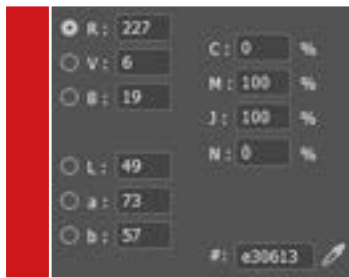 R: 227
V: 6
B: 19
L: 49
a: 73
b: 57
C: 0 %
M: 100 %
J: 100 %
N: 0 %
#: e30613